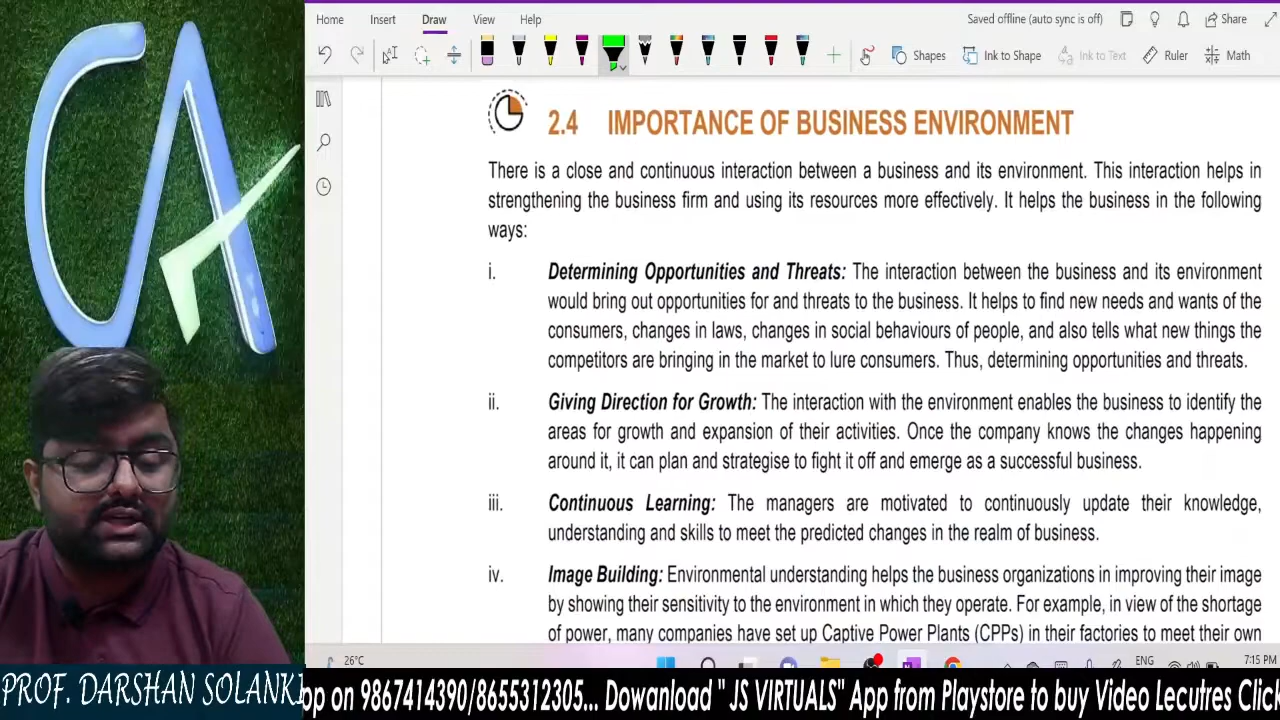 CA
Home Insert Draw View Help Saved offline (auto sync is off) Share
Shapes Ink to Shape Ink to Text Ruler Math
2.4 IMPORTANCE OF BUSINESS ENVIRONMENT
There is a close and continuous interaction between a business and its environment. This interaction helps in
strengthening the business firm and using its resources more effectively. It helps the business in the following
ways:
i. Determining Opportunities and Threats: The interaction between the business and its environment
would bring out opportunities for and threats to the business. It helps to find new needs and wants of the
consumers, changes in laws, changes in social behaviours of people, and also tells what new things the
competitors are bringing in the market to lure consumers. Thus, determining opportunities and threats.
ii. Giving Direction for Growth: The interaction with the environment enables the business to identify the
areas for growth and expansion of their activities. Once the company knows the changes happening
around it, it can plan and strategise to fight it off and emerge as a successful business.
iii. Continuous Learning: The managers are motivated to continuously update their knowledge,
understanding and skills to meet the predicted changes in the realm of business.
iv. Image Building: Environmental understanding helps the business organizations in improving their image
by showing their sensitivity to the environment in which they operate. For example, in view of the shortage
of power, many companies have set up Captive Power Plants (CPPs) in their factories to meet their own
26°C ENG 7:15 PM
PROF. DARSHAN SOLANKI
pp on 9867414390/8655312305... Dowanload " JS VIRTUALS" App from Playstore to buy Video Lecutres Click